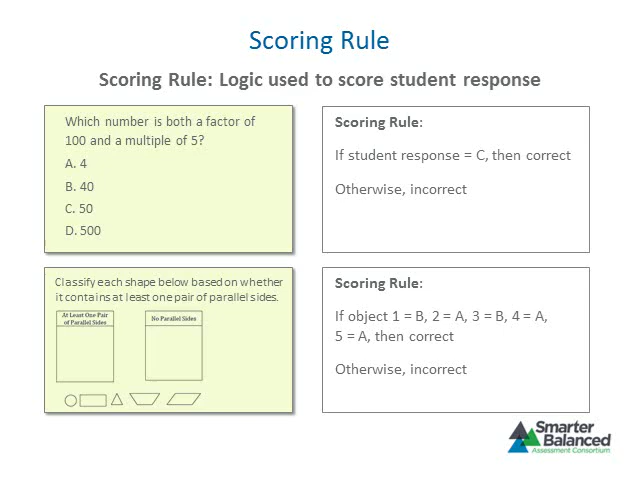 Scoring Rule
Scoring Rule: Logic used to score student response
Which number is both a factor of
100 and a multiple of 5?
A. 4
B. 40
C. 50
D. 500
Scoring Rule:
If student response = C, then correct
Otherwise, incorrect
Classify each shape below based on whether
it contains at least one pair of parallel sides.
At Least One Pair
of Parallel Sides
No Parallel Sides
Scoring Rule:
If object 1 = B, 2 = A, 3 = B, 4 = A,
5 = A, then correct
Otherwise, incorrect
Smarter
Balanced
Assessment Consortium